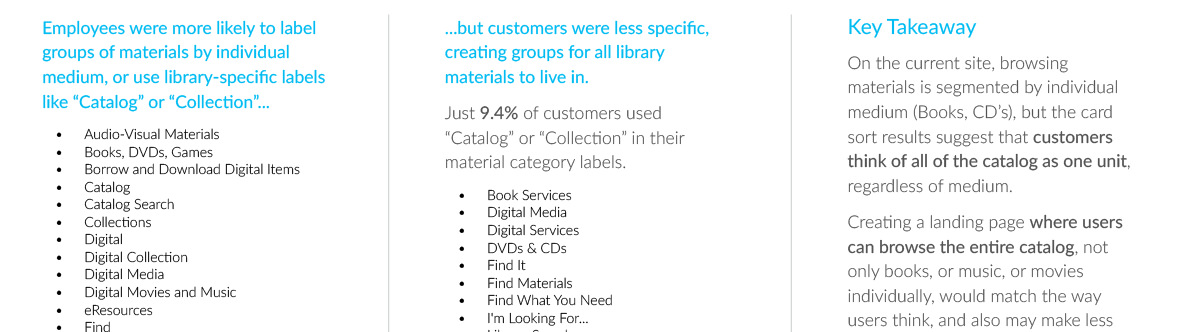 Employees were more likely to label
groups of materials by individual
medium, or use library-specific labels
like “Catalog” or “Collection”...
• Audio-Visual Materials
• Books, DVDs, Games
• Borrow and Download Digital Items
• Catalog
• Catalog Search
• Collections
• Digital
• Digital Collection
• Digital Media
• Digital Movies and Music
• eResources
• Find
...but customers were less specific,
creating groups for all library
materials to live in.
Just 9.4% of customers used
“Catalog” or “Collection” in their
material category labels.
• Book Services
• Digital Media
• Digital Services
• DVDs & CDs
• Find It
• Find Materials
• Find What You Need
• I'm Looking For...
Key Takeaway
On the current site, browsing
materials is segmented by individual
medium (Books, CD’s), but the card
sort results suggest that customers
think of all of the catalog as one unit,
regardless of medium.
Creating a landing page where users
can browse the entire catalog, not
only books, or music, or movies
individually, would match the way
users think, and also may make less